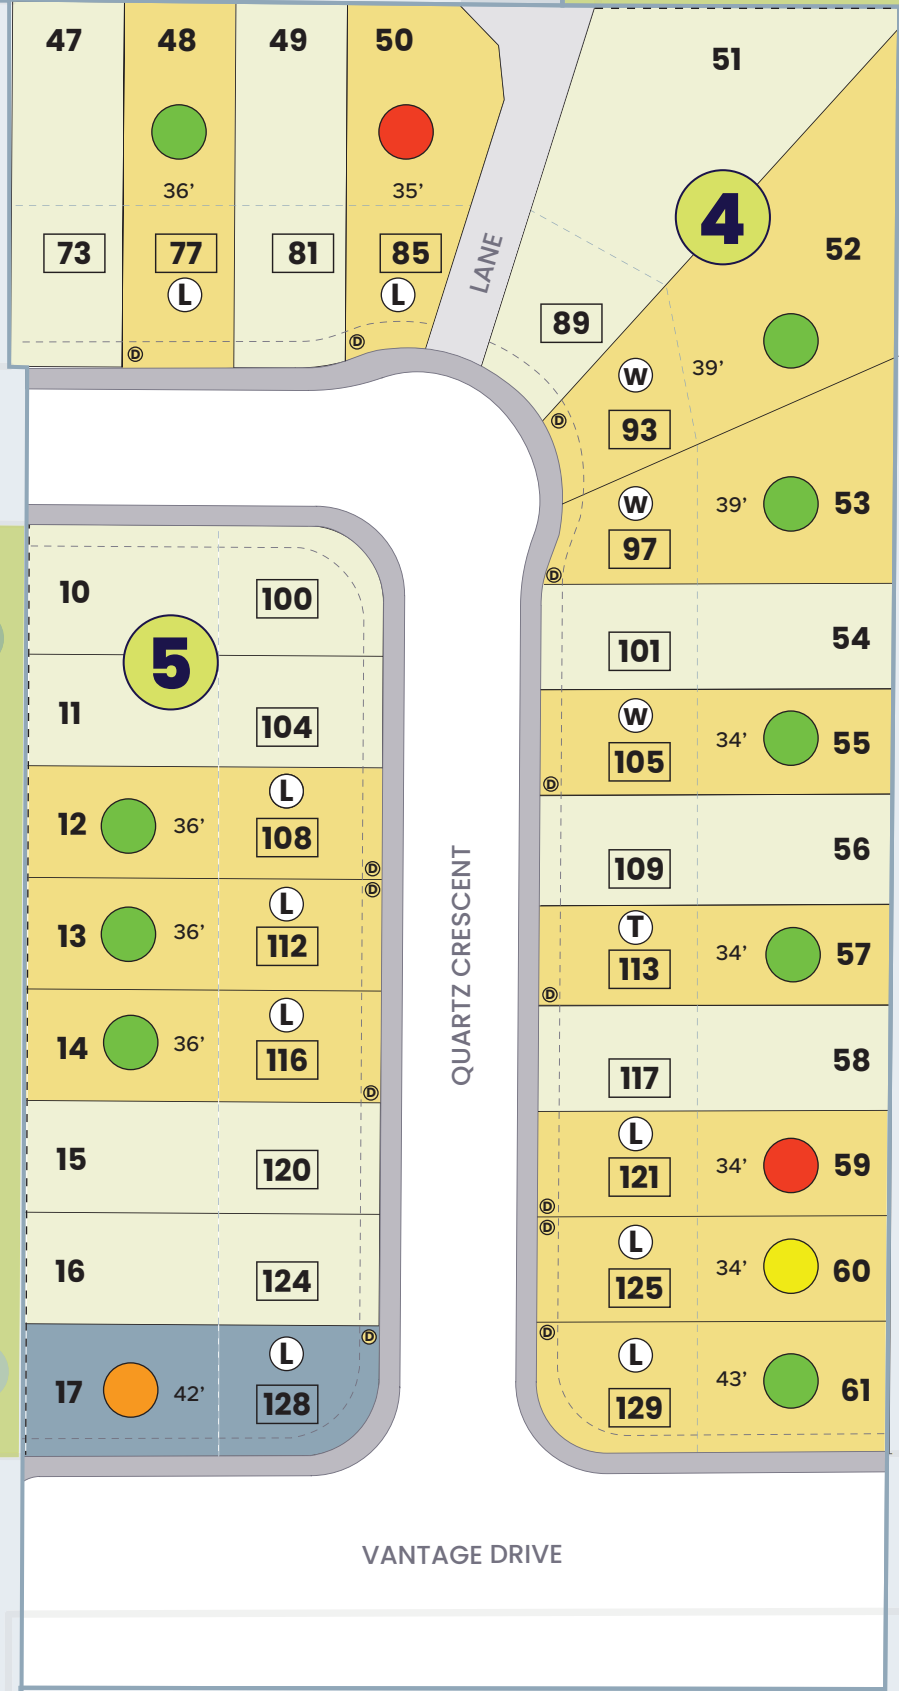 47 48 49 50
51
36’ 35’
4
73 77 81 85
L L
LANE
52
D D
89
W 39’
D 93
W 39’ 53
97
D
10 100
5
101 54
11 104
W 34’ 55
105
D
L
12 36’ 108
D
109 56
D
L
13 36’ 112
T 34’ 57
113
D
QUARTZ CRESCENT
L
14 36’ 116
D
117 58
L
121 34’ 59
D
15 120
D
L
125 34’ 60
16 124
D
D
L
17 42’ 128
L
129 43’ 61
VANTAGE DRIVE